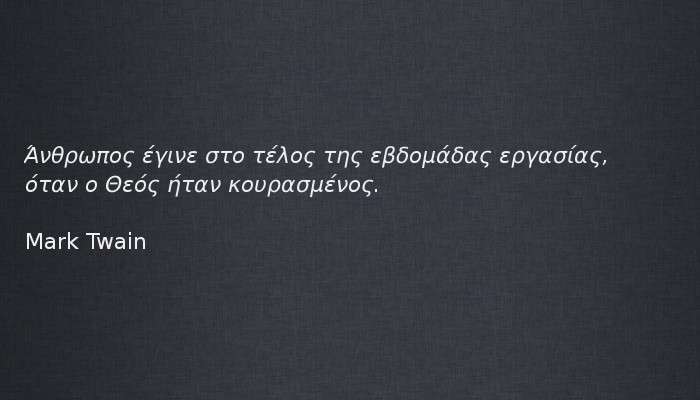 Άνθρωπος έγινε στο τέλος της εβδομάδας εργασίας,
όταν ο Θεός ήταν κουρασμένος.
Mark Twain